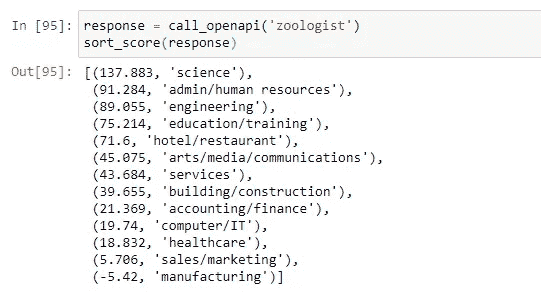 In [95]: response = call_openapi('zoologist')
sort_score(response)
Out[95]: [(137.883, 'science'),
(91.284, 'admin/human resources'),
(89.055, 'engineering'),
(75.214, 'education/training'),
(71.6, 'hotel/restaurant'),
(45.075, 'arts/media/communications'),
(43.684, 'services'),
(39.655, 'building/construction'),
(21.369, 'accounting/finance'),
(19.74, 'computer/IT'),
(18.832, 'healthcare'),
(5.706, 'sales/marketing'),
(-5.42, 'manufacturing')]